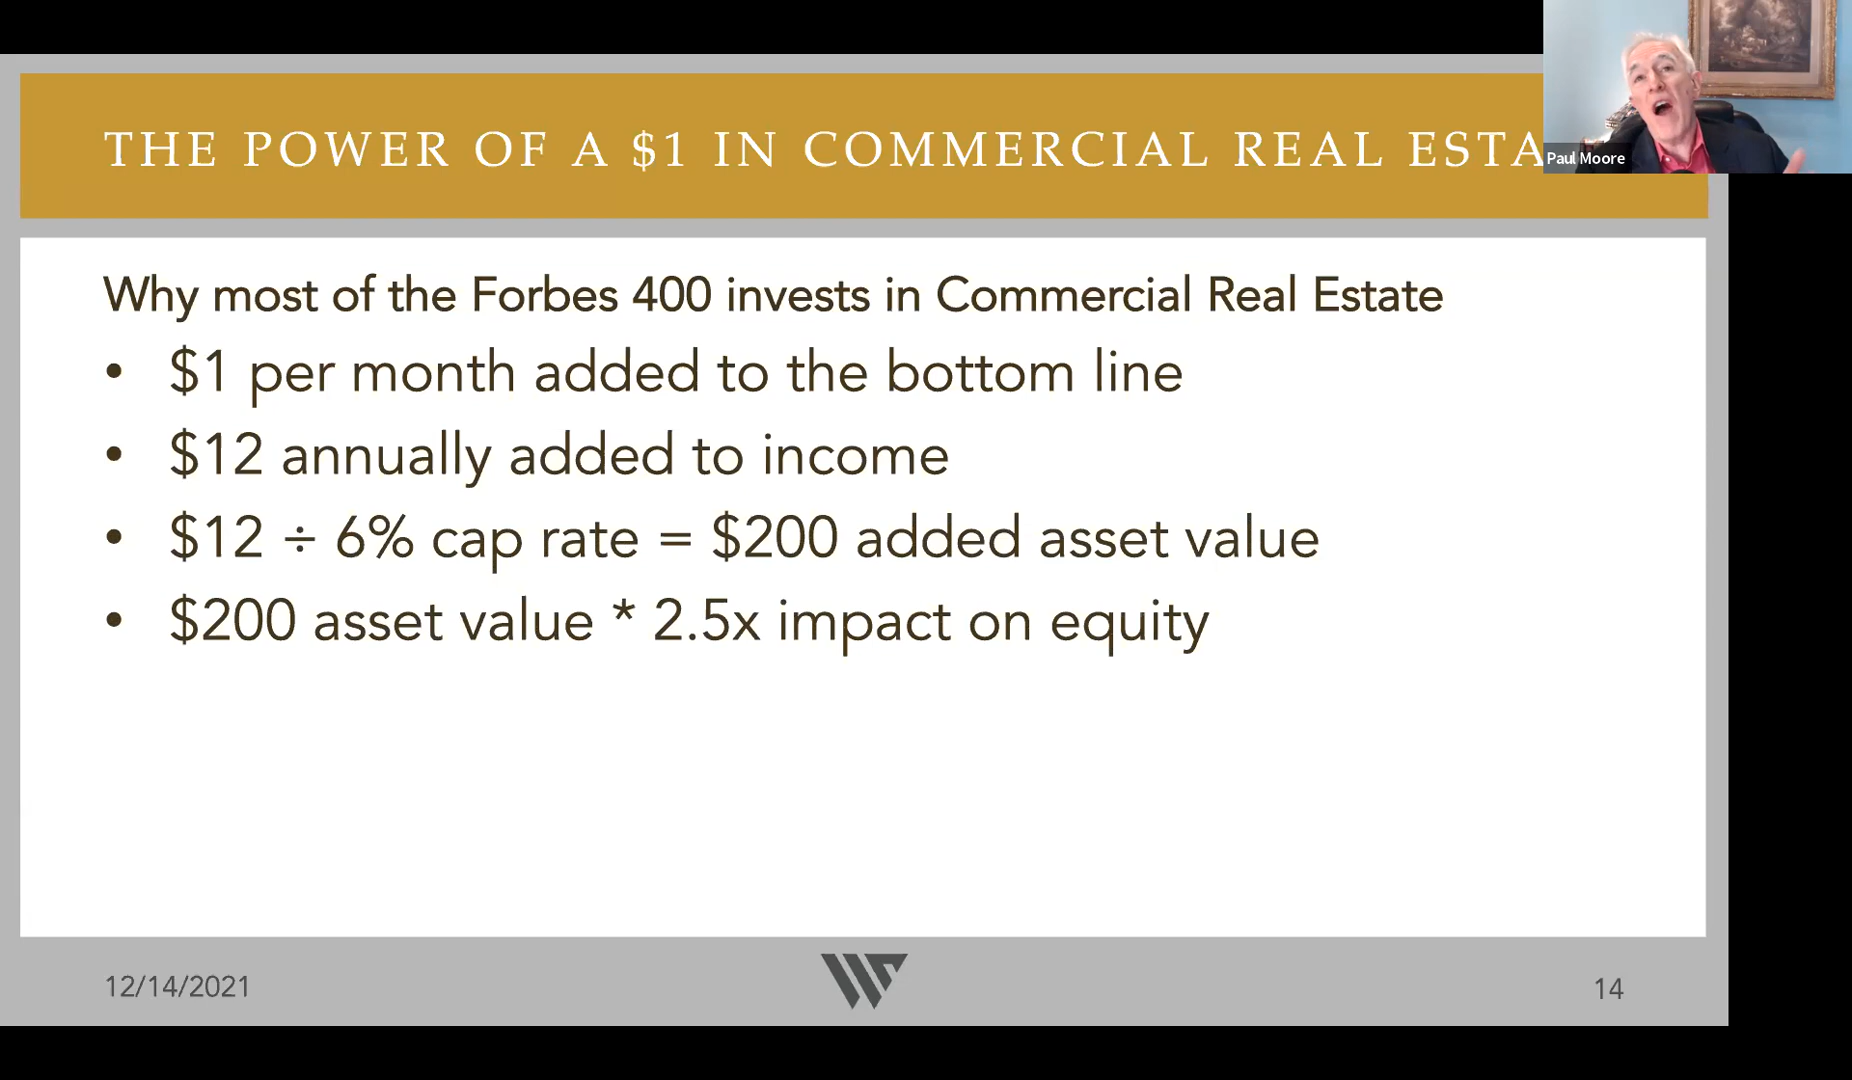 THE POWER OF A $1 IN COMMERCIAL REAL ESTA
Paul Moore
Why most of the Forbes 400 invests in Commercial Real Estate
• $1 per month added to the bottom line
• $12 annually added to income
• $12 ÷ 6% cap rate = $200 added asset value
• $200 asset value * 2.5x impact on equity
12/14/2021
14